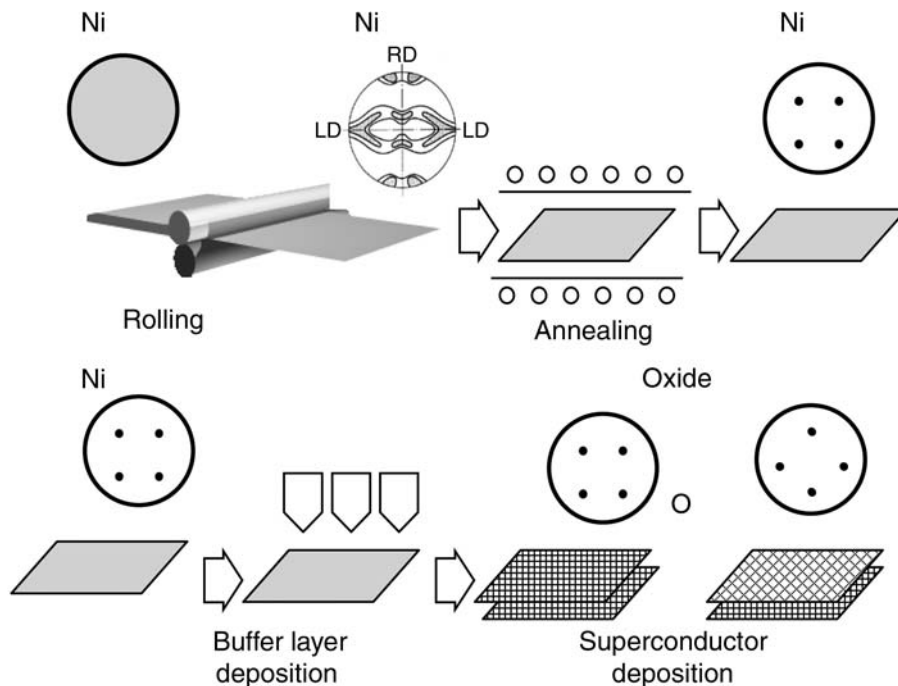 Ni
Ni
Ni
RD
LD
LD
Rolling
Annealing
Ni
Oxide
Buffer layer
deposition
Superconductor
deposition